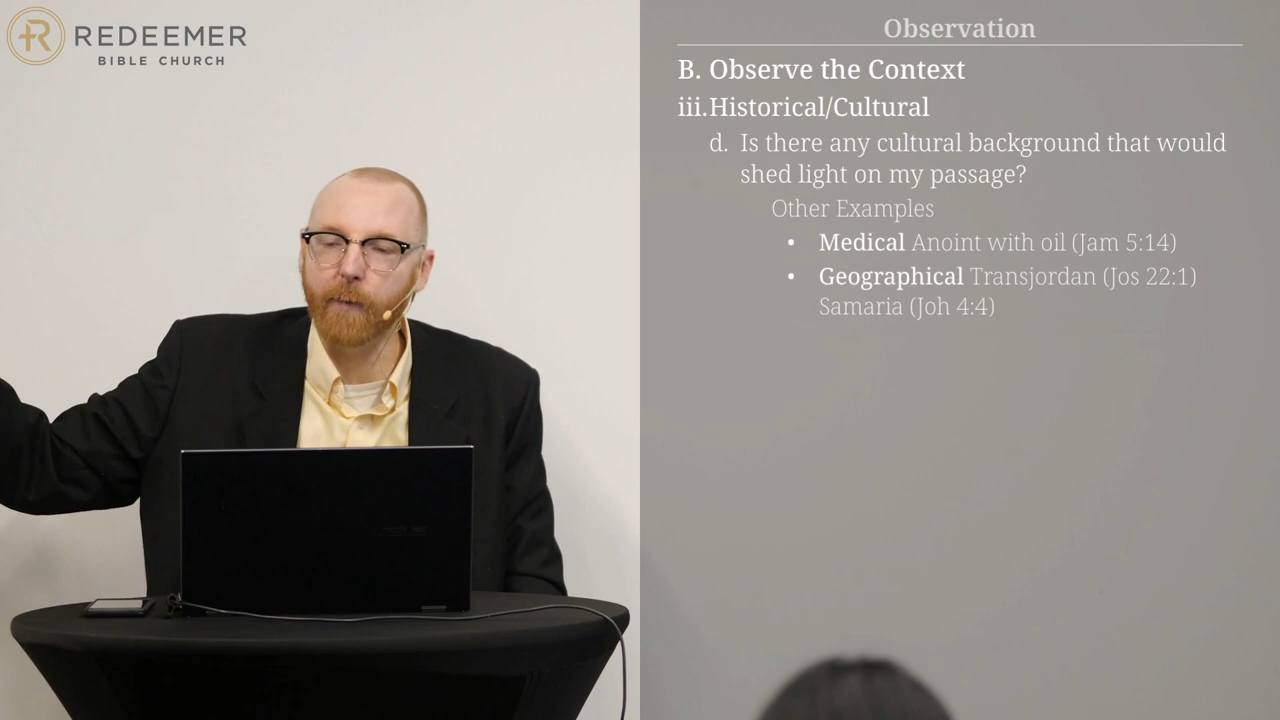 REDEEMER
BIBLE CHURCH
Observation
B. Observe the Context
iii.Historical/Cultural
d. Is there any cultural background that would
shed light on my passage?
Other Examples
• Medical Anoint with oil (Jam 5:14)
• Geographical Transjordan (Jos 22:1)
Samaria (Joh 4:4)